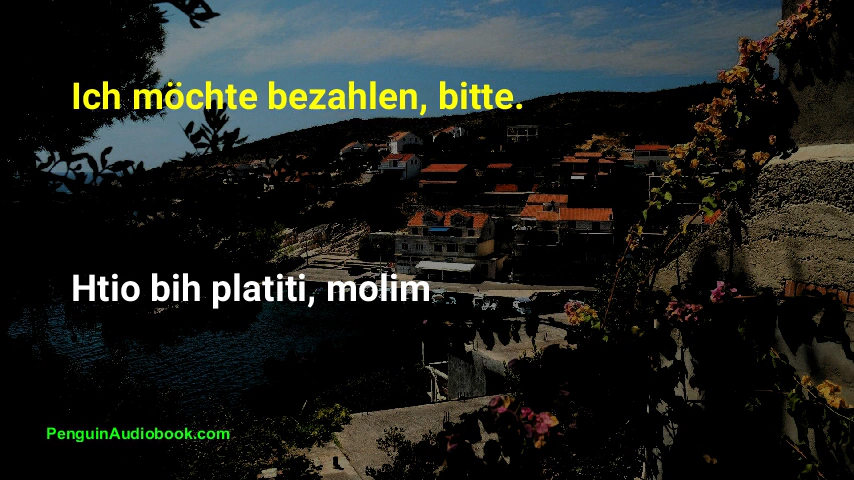 Ich möchte bezahlen, bitte.
Htio bih platiti, molim
PenguinAudiobook.com